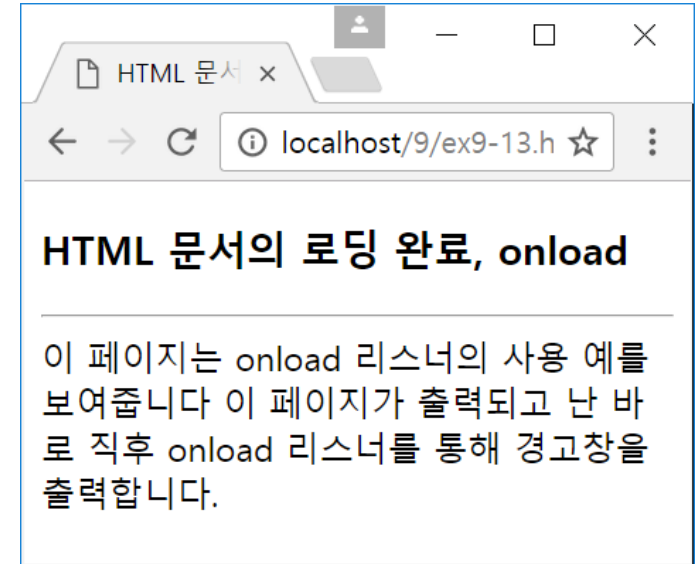 HTML 문서
localhost/9/ex9-13.h
HTML 문서의 로딩 완료, onload
이 페이지는 onload 리스너의 사용 예를
보여줍니다 이 페이지가 출력되고 난 바
로 직후 onload 리스너를 통해 경고창을
출력합니다.